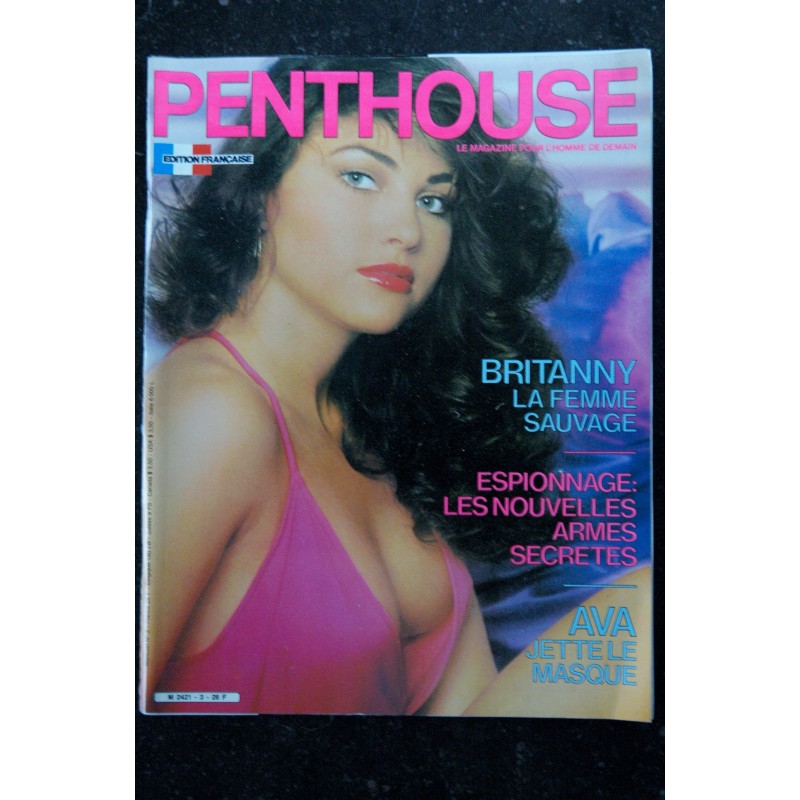 PENTHOUSE
LE MAGAZINE POUR L'HOMME DE DEMAIN
EDITION FRANÇAISE
BRITANNY
LA FEMME
SAUVAGE
ESPIONNAGE:
LES NOUVELLES
ARMES
SECRETES
AVA
JETTE LE
MASQUE
M 2421 - 3 - 26 F